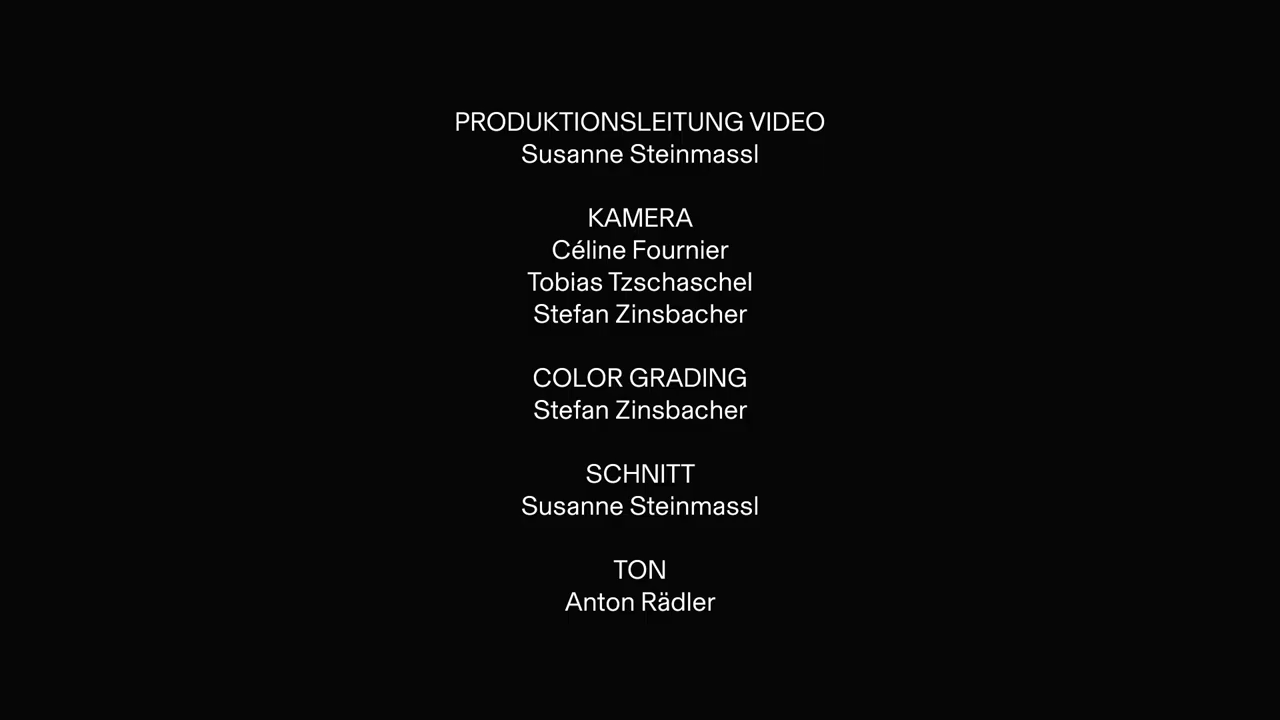 PRODUKTIONSLEITUNG VIDEO
Susanne Steinmassl
KAMERA
Céline Fournier
Tobias Tzschaschel
Stefan Zinsbacher
COLOR GRADING
Stefan Zinsbacher
SCHNITT
Susanne Steinmassl
TON
Anton Rädler